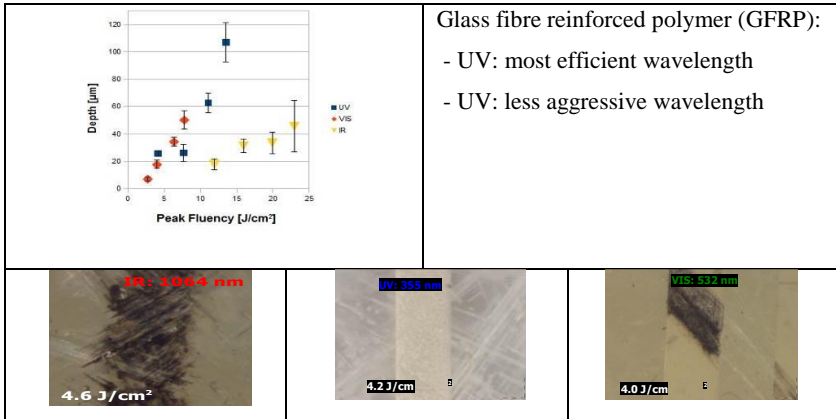 Glass fibre reinforced polymer (GFRP):
- UV: most efficient wavelength
- UV: less aggressive wavelength
120
100
80
60
40
20
0
Depth [µm]
0 5 10 15 20 25
Peak Fluency [J/cm²]
UV
VIS
IR
IR: 1064 nm
4.6 J/cm²
UV: 355 nm
4.2 J/cm 2
VIS: 532 nm
4.0 J/cm